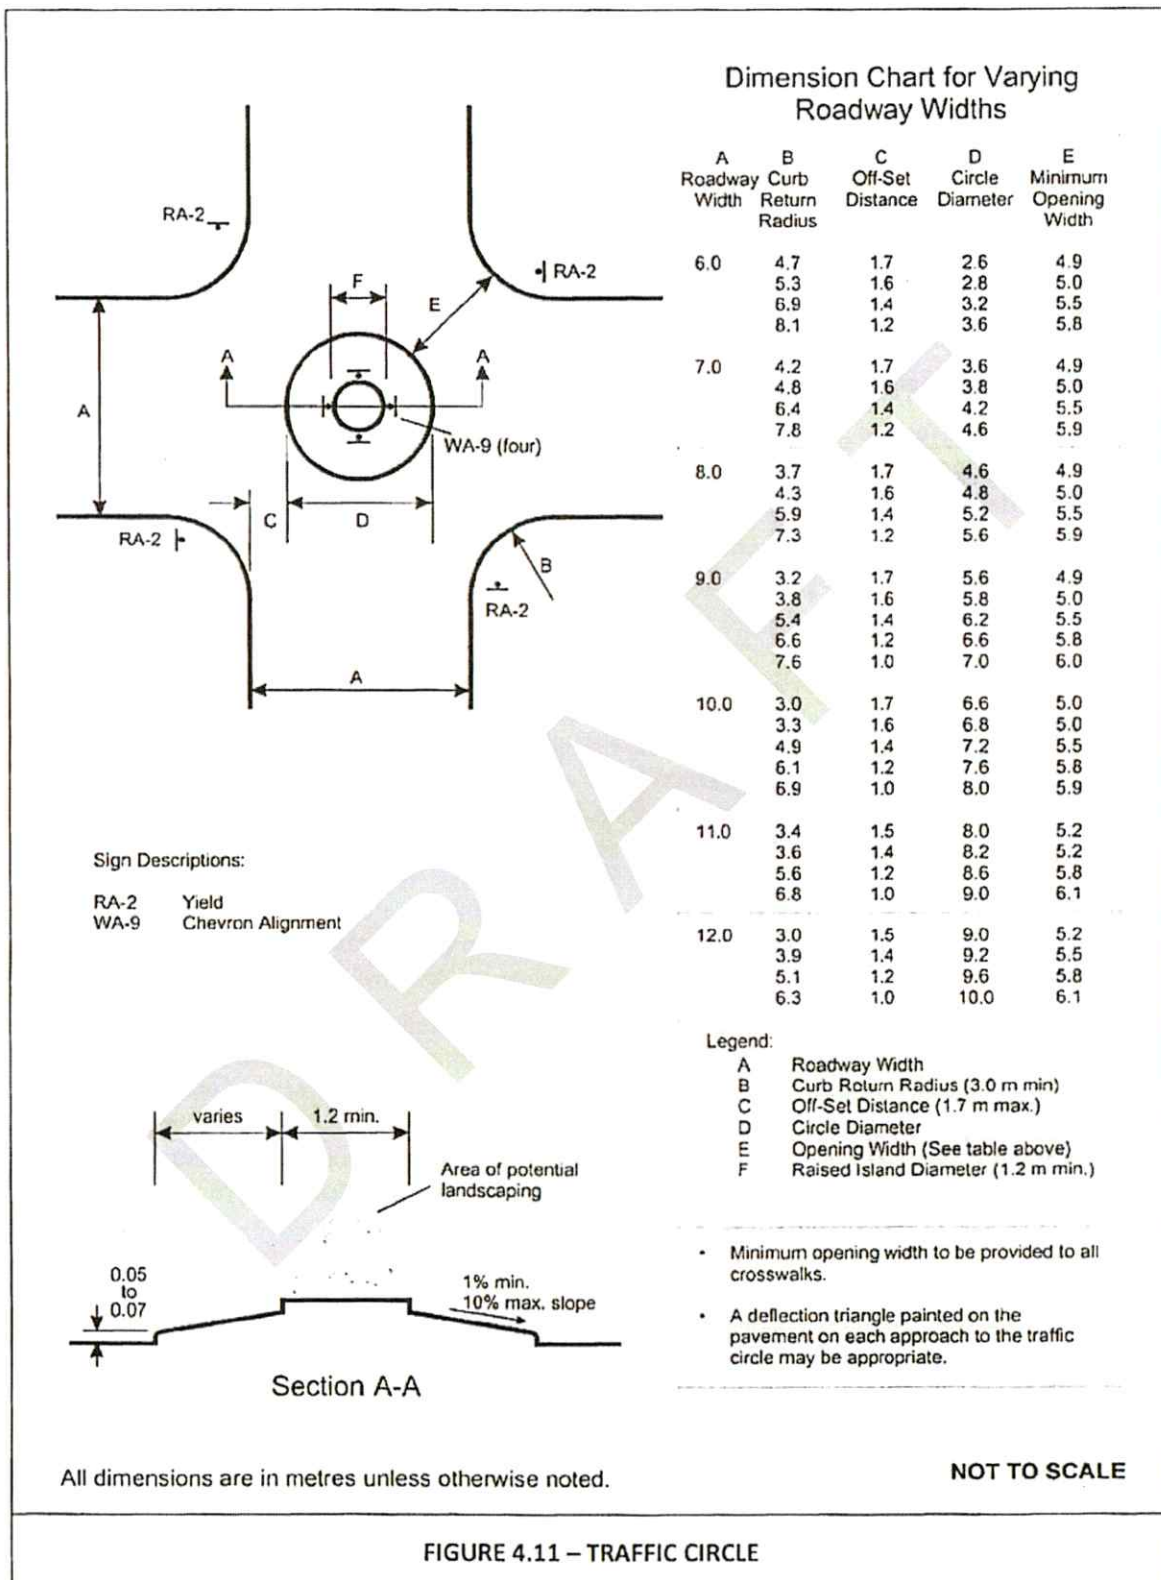 Dimension Chart for Varying
Roadway Widths
A B C D E
Roadway Curb Off-Set Circle Minimum
Width Return Distance Diameter Opening
Radius Width
6.0 4.7 1.7 2.6 4.9
5.3 1.6 2.8 5.0
6.9 1.4 3.2 5.5
8.1 1.2 3.6 5.8
7.0 4.2 1.7 3.6 4.9
4.8 1.6 3.8 5.0
6.4 1.4 4.2 5.5
7.8 1.2 4.6 5.9
8.0 3.7 1.7 4.6 4.9
4.3 1.6 4.8 5.0
5.9 1.4 5.2 5.5
7.3 1.2 5.6 5.9
9.0 3.2 1.7 5.6 4.9
3.8 1.6 5.8 5.0
5.4 1.4 6.2 5.5
6.6 1.2 6.6 5.8
7.6 1.0 7.0 6.0
10.0 3.0 1.7 6.6 5.0
3.3 1.6 6.8 5.0
4.9 1.4 7.2 5.5
6.1 1.2 7.6 5.8
6.9 1.0 8.0 5.9
11.0 3.4 1.5 8.0 5.2
3.6 1.4 8.2 5.2
5.6 1.2 8.6 5.8
6.8 1.0 9.0 6.1
12.0 3.0 1.5 9.0 5.2
3.9 1.4 9.2 5.5
5.1 1.2 9.6 5.8
6.3 1.0 10.0 6.1
RA-2
RA-2
F
E
A A
A
WA-9 (four)
C D
RA-2
B
RA-2
A
Sign Descriptions:
RA-2 Yield
WA-9 Chevron Alignment
Legend:
A Roadway Width
B Curb Return Radius (3.0 m min)
C Off-Set Distance (1.7 m max.)
D Circle Diameter
E Opening Width (See table above)
F Raised Island Diameter (1.2 m min.)
varies 1.2 min.
Area of potential
landscaping
0.05
to
0.07
1% min.
10% max. slope
Section A-A
• Minimum opening width to be provided to all
crosswalks.
• A deflection triangle painted on the
pavement on each approach to the traffic
circle may be appropriate.
All dimensions are in metres unless otherwise noted.
NOT TO SCALE
FIGURE 4.11 – TRAFFIC CIRCLE
DRAFT